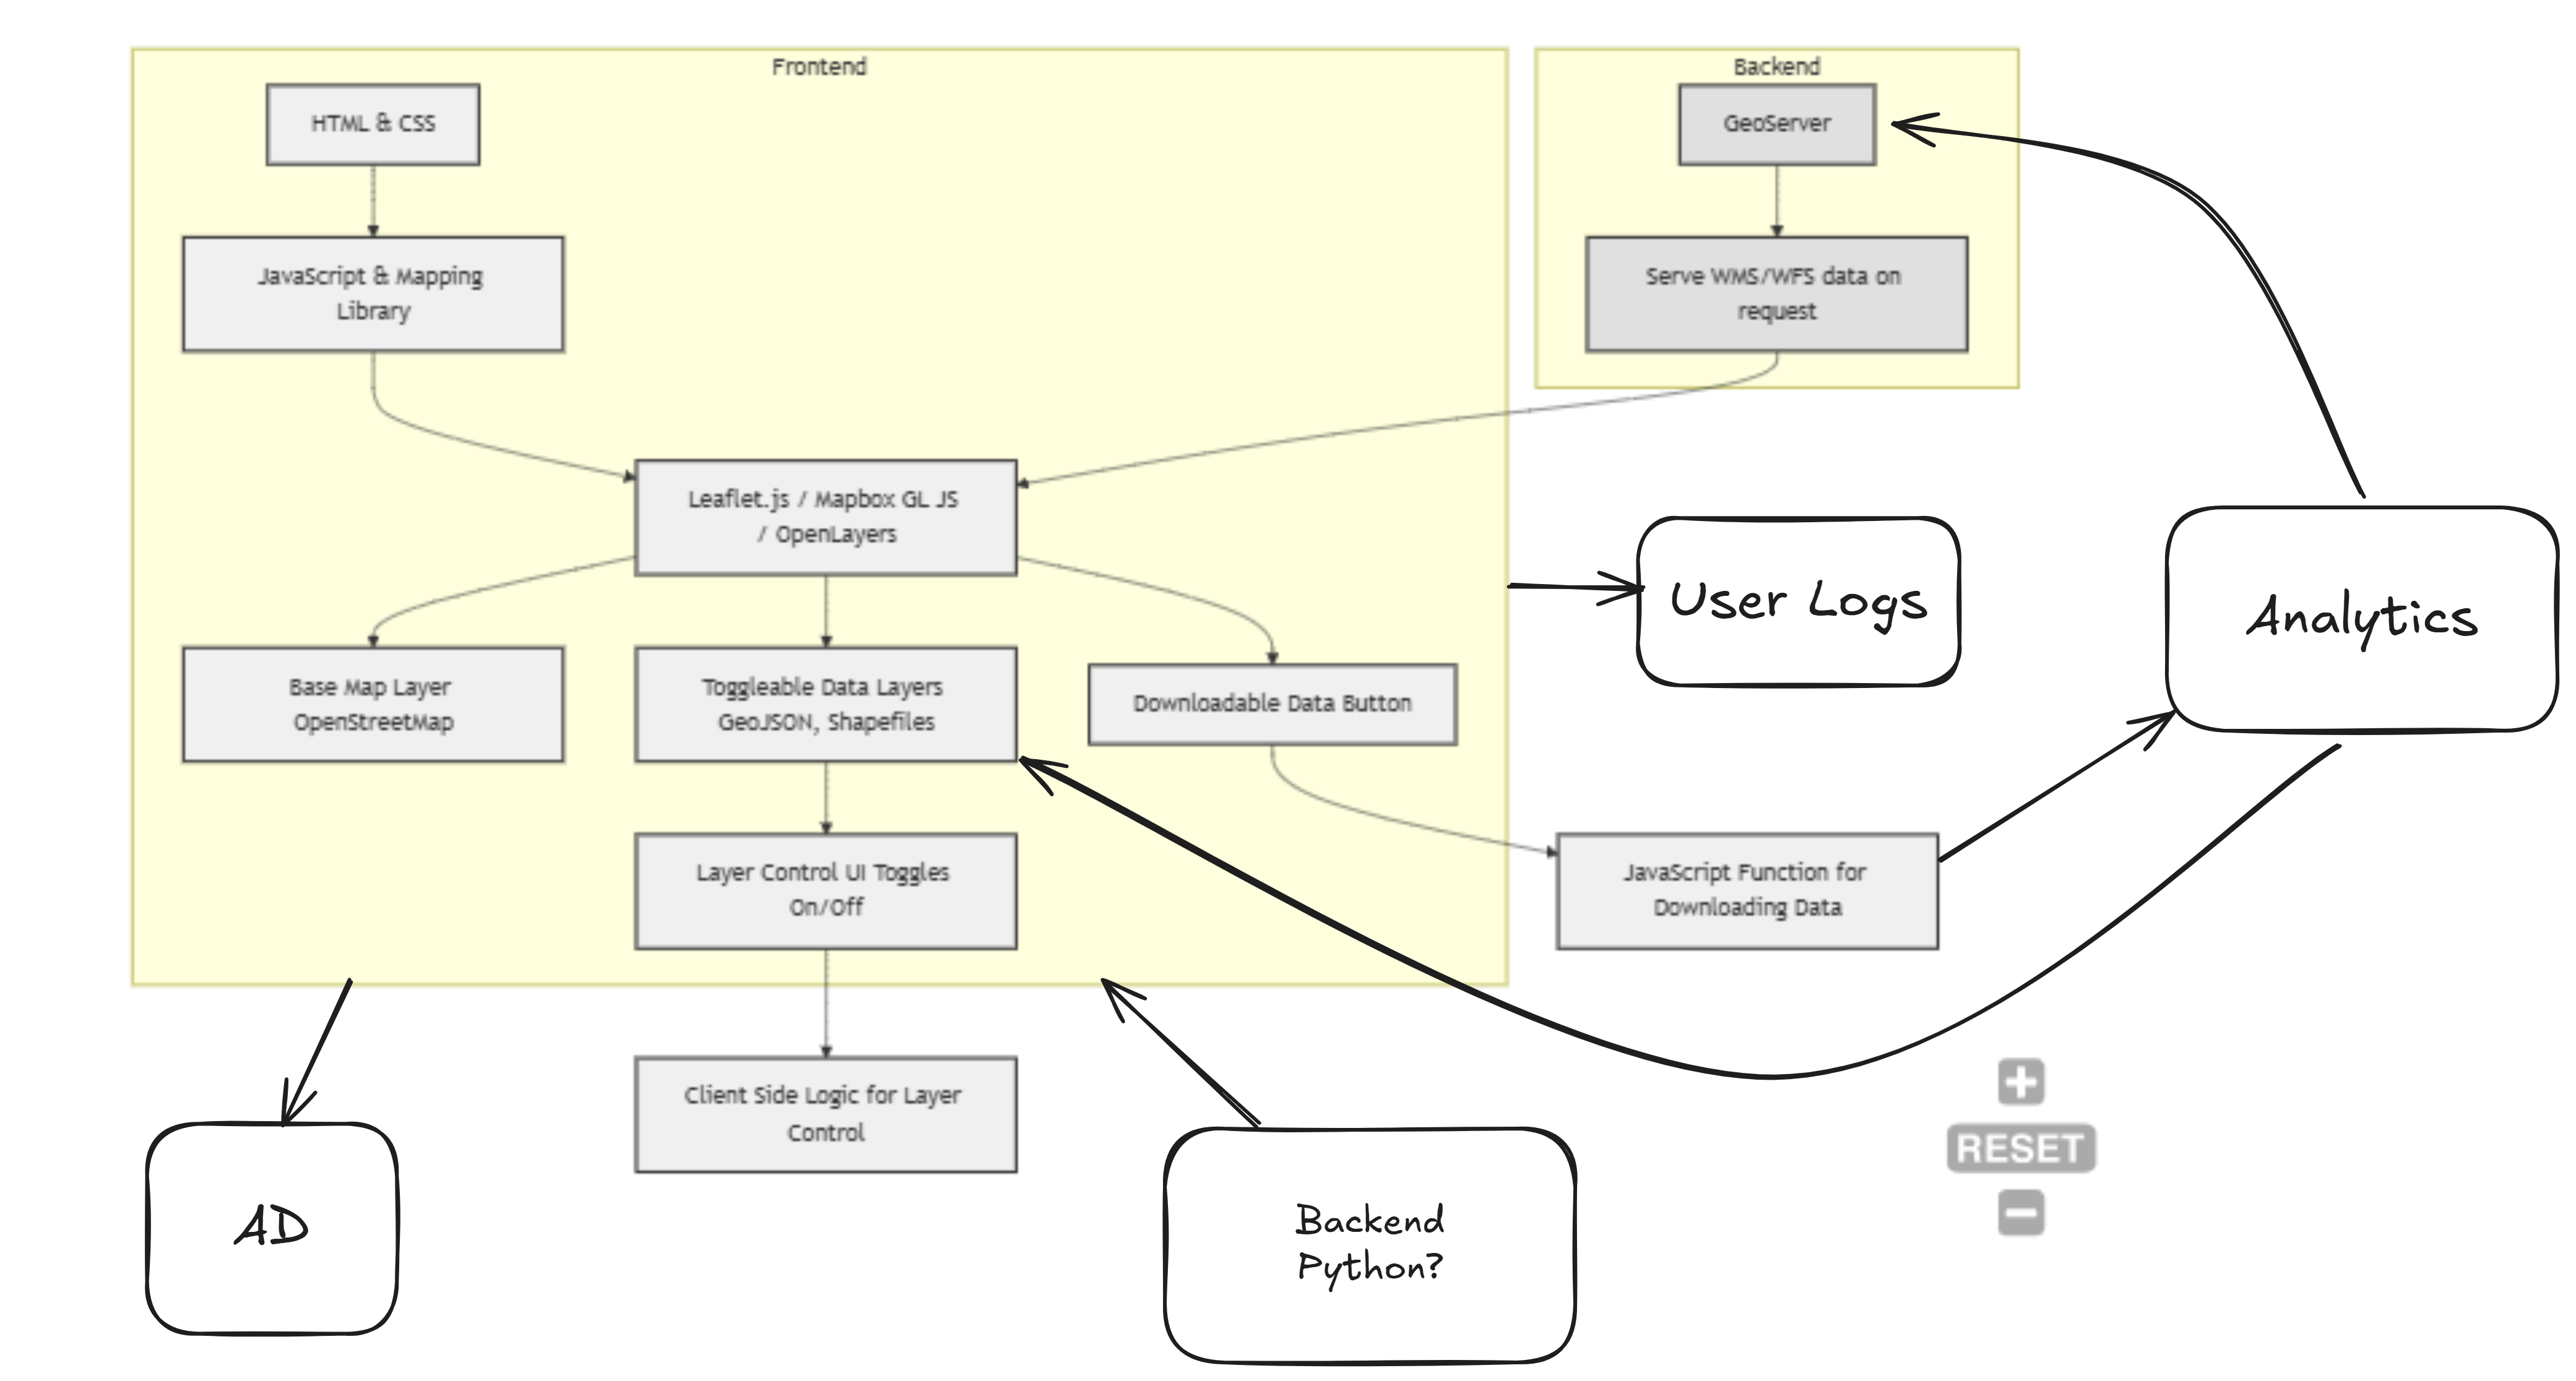 Frontend
HTML & CSS
JavaScript & Mapping
Library
Leaflet.js / Mapbox GL JS
/ OpenLayers
Base Map Layer
OpenStreetMap
Toggleable Data Layers
GeoJSON, Shapefiles
Downloadable Data Button
Layer Control UI Toggles
On/Off
Client Side Logic for Layer
Control
Backend
GeoServer
Serve WMS/WFS data on
request
User Logs
Analytics
JavaScript Function for
Downloading Data
AD
Backend
Python?
RESET